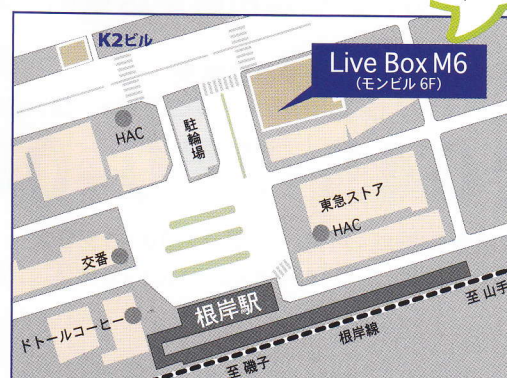 K2ビル
Live Box M6
(モンビル 6F)
HAC
駐輪場
東急ストア
HAC
交番
根岸駅
ドトールコーヒー
至 山手
根岸線
至 磯子